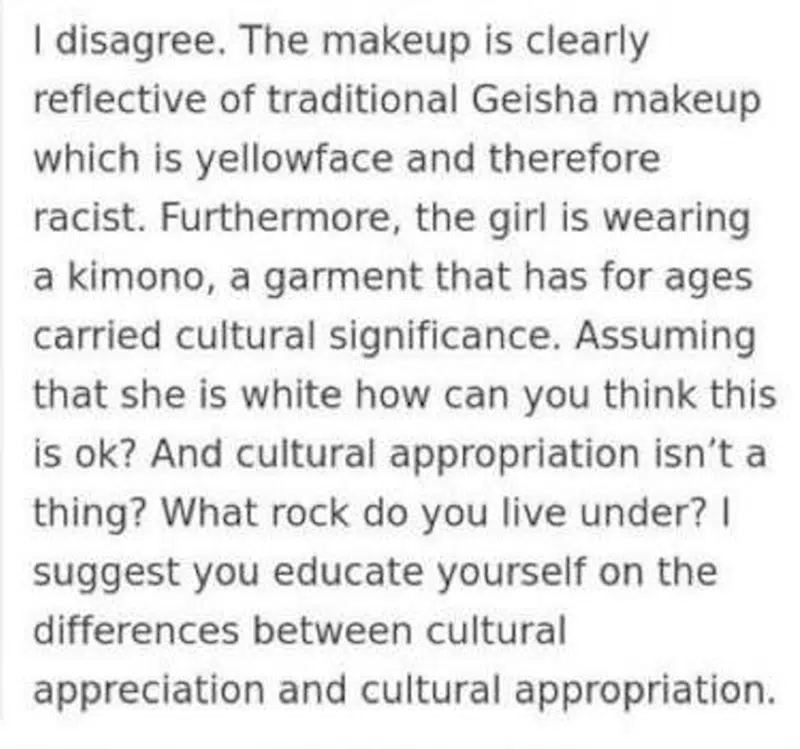 I disagree. The makeup is clearly
reflective of traditional Geisha makeup
which is yellowface and therefore
racist. Furthermore, the girl is wearing
a kimono, a garment that has for ages
carried cultural significance. Assuming
that she is white how can you think this
is ok? And cultural appropriation isn’t a
thing? What rock do you live under? I
suggest you educate yourself on the
differences between cultural
appreciation and cultural appropriation.